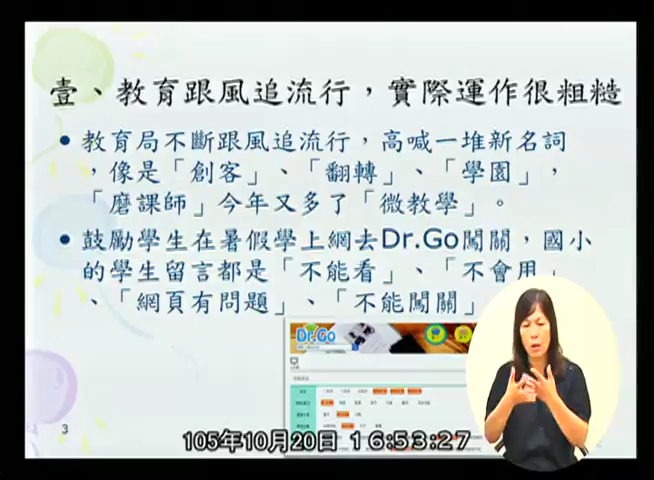 壹、教育跟風追流行，實際運作很粗糙
教育局不斷跟風追流行，高喊一堆新名詞
，像是「創客」、「翻轉」、「學園」，
「磨課師」今年又多了「微教學」。
鼓勵學生在暑假學上網去Dr.Go闖關，國小
的學生留言都是「不能看」、「不會用」
、「網頁有問題」、「不能闖關」
Dr.Go
3
105年10月20日 16:53:27